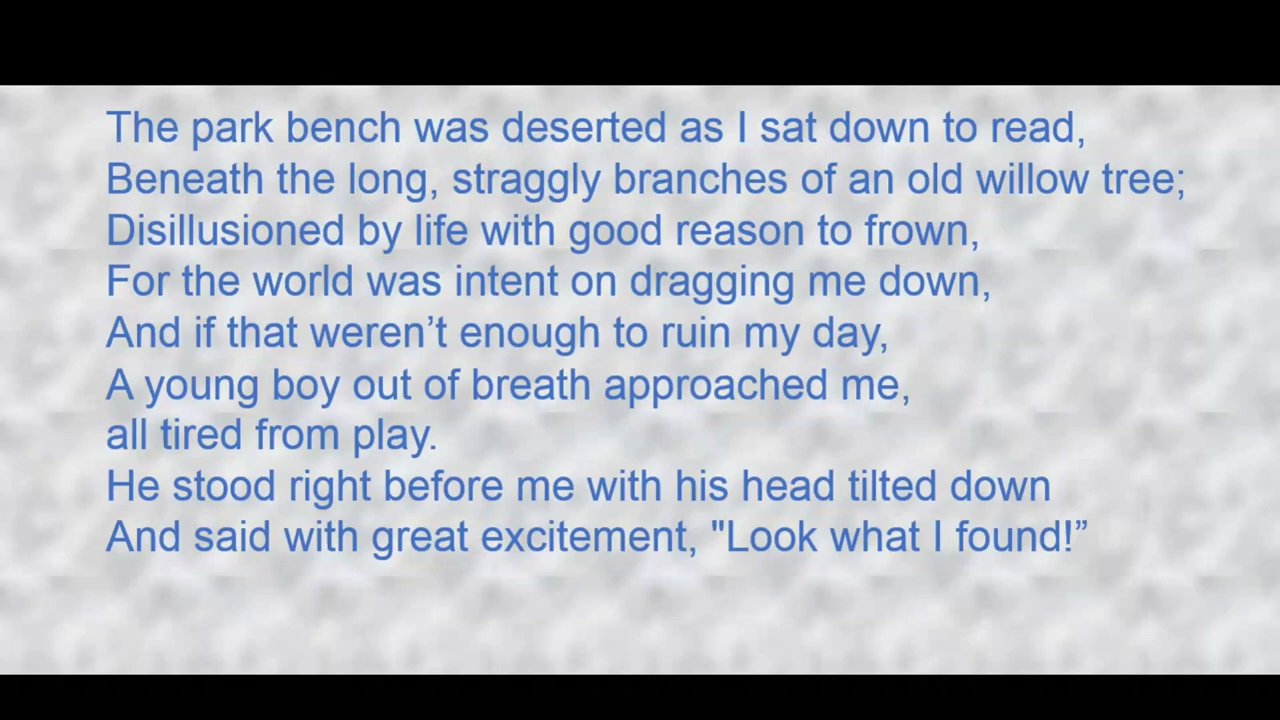 The park bench was deserted as I sat down to read,
Beneath the long, straggly branches of an old willow tree;
Disillusioned by life with good reason to frown,
For the world was intent on dragging me down,
And if that weren’t enough to ruin my day,
A young boy out of breath approached me,
all tired from play.
He stood right before me with his head tilted down
And said with great excitement, "Look what I found!”